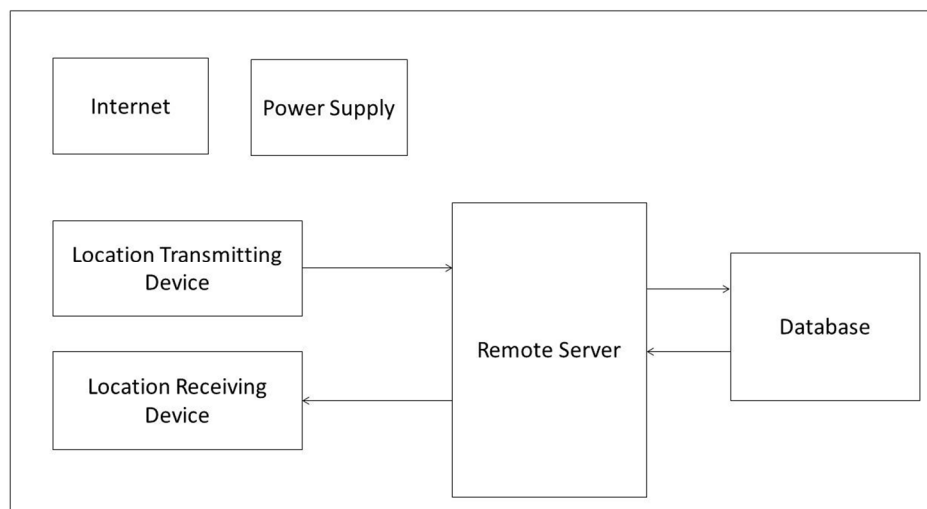 Internet
Power Supply
Location Transmitting
Device
Location Receiving
Device
Remote Server
Database